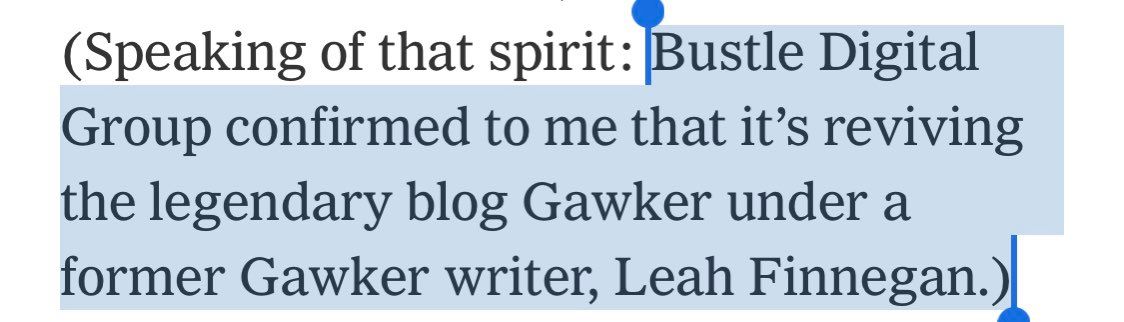 (Speaking of that spirit: Bustle Digital
Group confirmed to me that it’s reviving
the legendary blog Gawker under a
former Gawker writer, Leah Finnegan.)